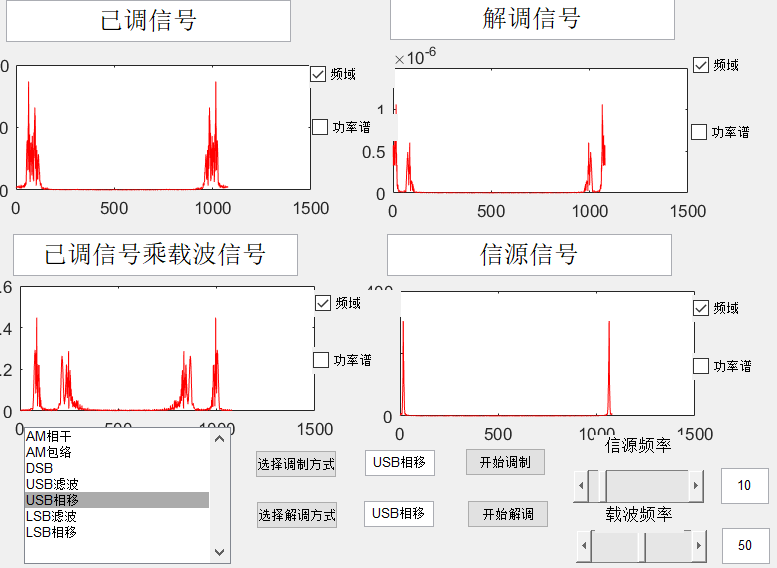 已调信号
解调信号
0
0
0
0 500 1000 1500
频域
功率谱
×10-6
1
0.5
0
0 500 1000 1500
频域
功率谱
已调信号乘载波信号
信源信号
.6
.4
.2
0
0 500 1000 1500
频域
功率谱
400
0
0 500 1000 1500
频域
功率谱
AM相干
AM包络
DSB
USB滤波
USB相移
LSB滤波
LSB相移
选择调制方式
USB相移
开始调制
选择解调方式
USB相移
开始解调
信源频率
10
载波频率
50